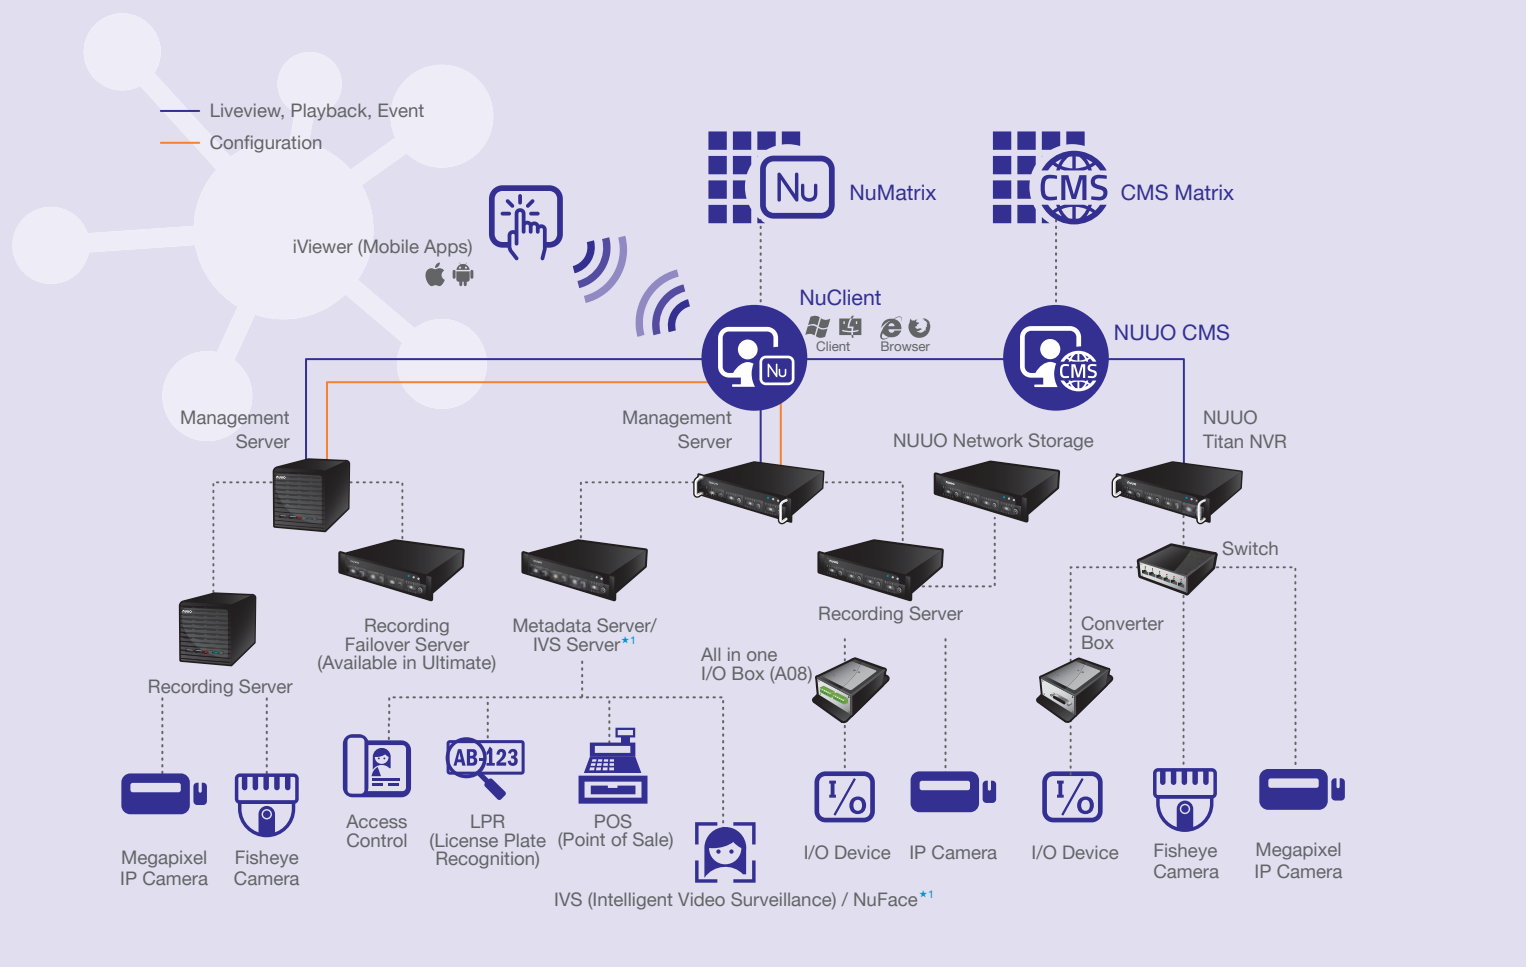 Liveview, Playback, Event
Configuration
Nu
NuMatrix
CMS
CMS Matrix
iViewer (Mobile Apps)
NuClient
Client
Browser
Nu
NUUO CMS
CMS
Management
Server
Management
Server
NUUO Network Storage
NUUO
Titan NVR
Switch
Recording
Failover Server
(Available in Ultimate)
Metadata Server/
IVS Server★1
Recording Server
Converter
Box
All in one
I/O Box (A08)
Recording Server
AB-123
I/O
I/O
Access
Control
LPR
(License Plate
Recognition)
POS
(Point of Sale)
Megapixel
IP Camera
Fisheye
Camera
I/O Device
IP Camera
I/O Device
Fisheye
Camera
Megapixel
IP Camera
IVS (Intelligent Video Surveillance) / NuFace★1